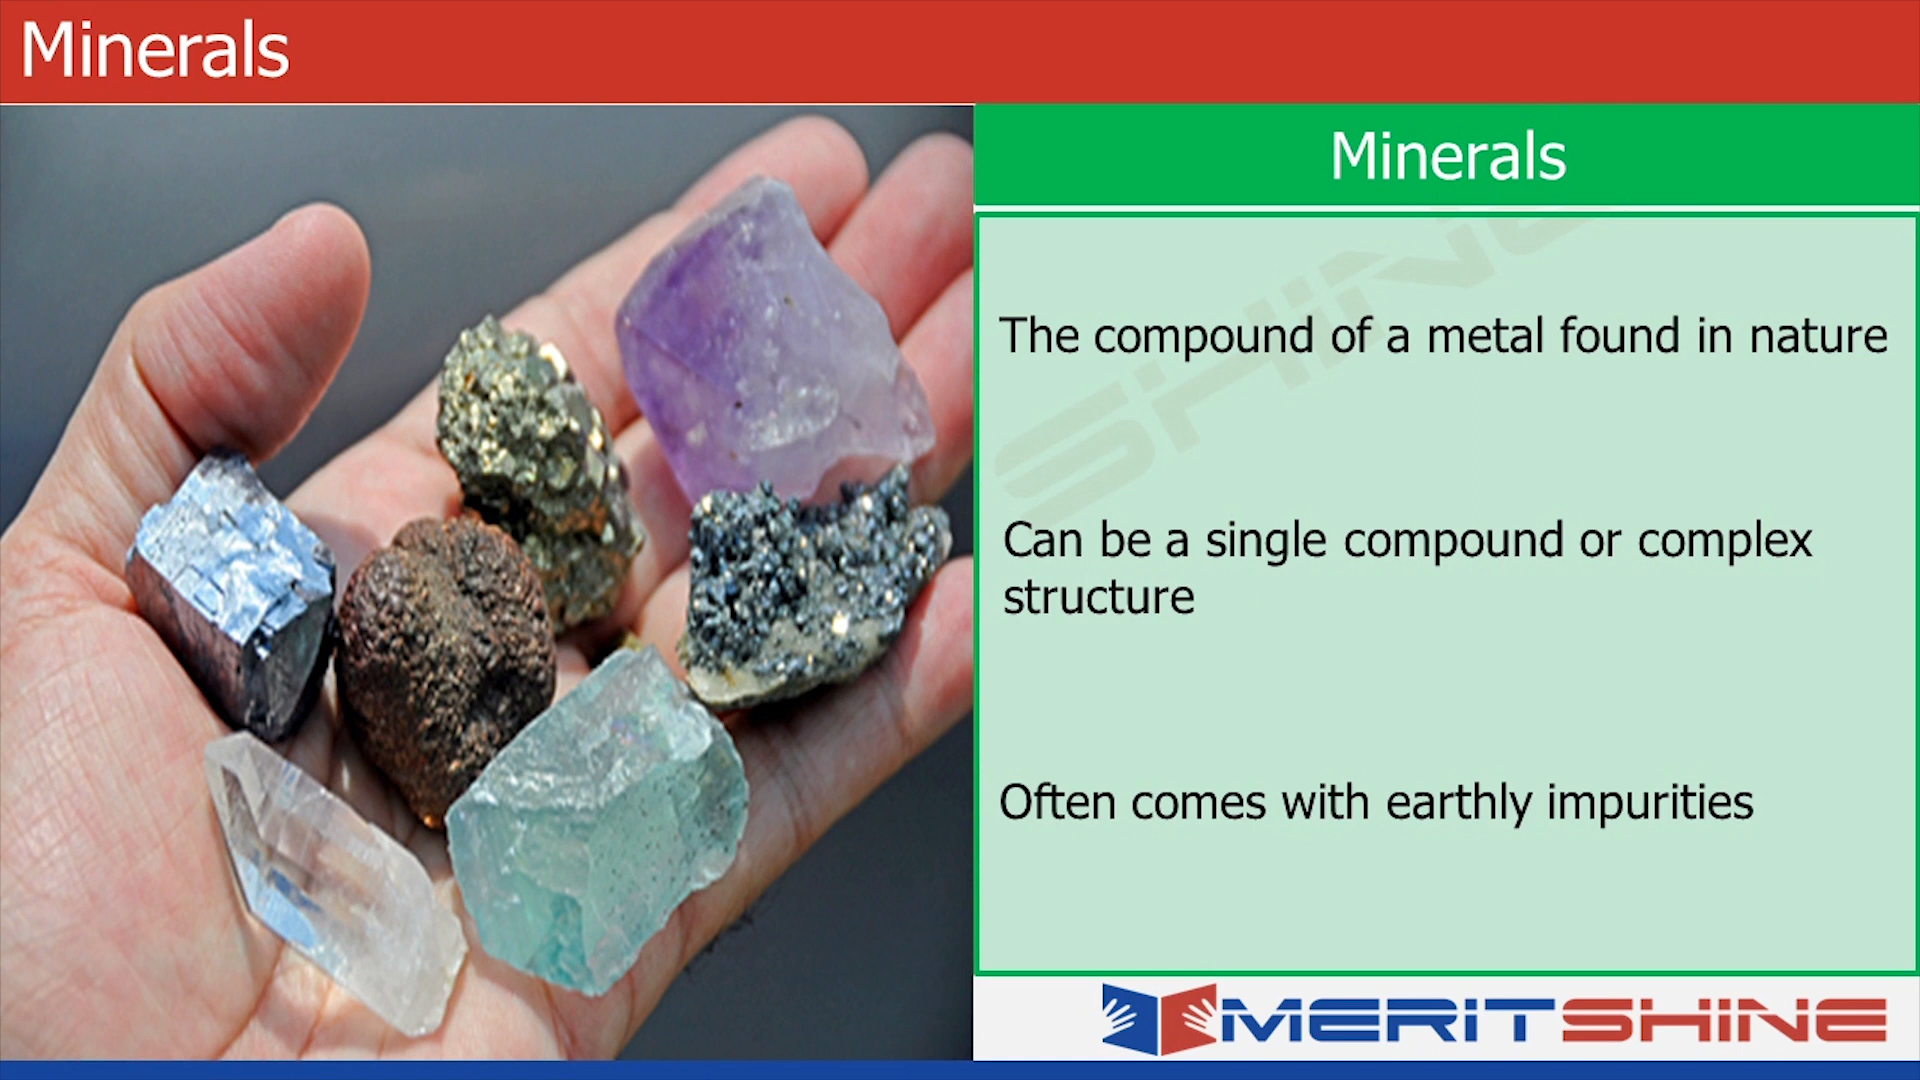 Minerals
Minerals
SHINE
The compound of a metal found in nature
Can be a single compound or complex
structure
Often comes with earthly impurities
MERITSHINE